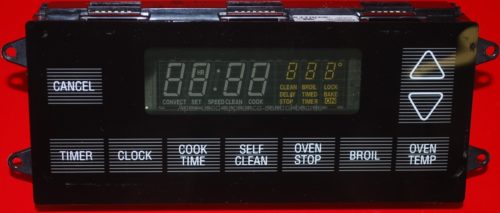 CANCEL
88:88 888°
CLEAN BROIL LOCK
DELAY TIMED BAKE
STOP TIMER ON
CONVECT SET SPEED CLEAN COOK
TIMER CLOCK COOK TIME SELF CLEAN OVEN STOP BROIL OVEN TEMP